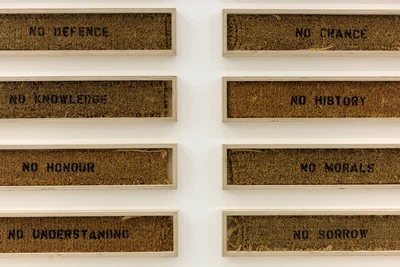 NO DEFENCE
NO CHANCE
NO KNOWLEDGE
NO HISTORY
NO HONOUR
NO MORALS
NO UNDERSTANDING
NO SORROW